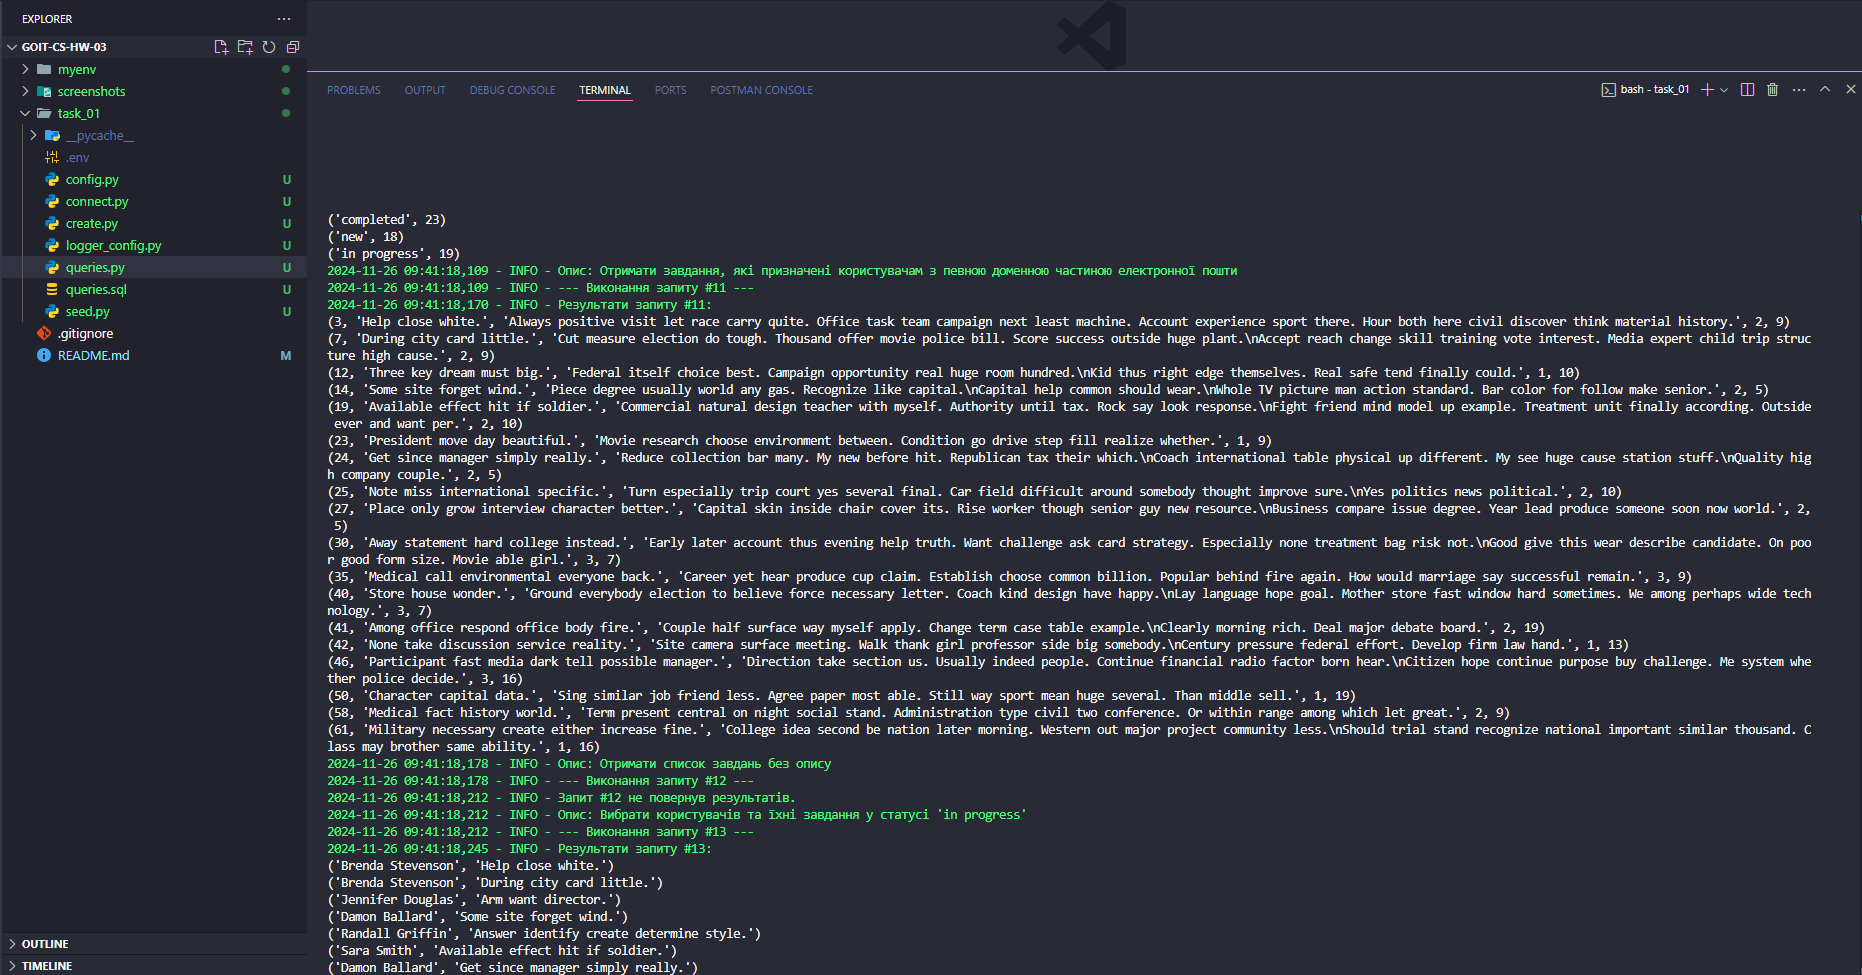 EXPLORER
GOIT-CS-HW-03
myenv
screenshots
task_01
__pycache__
.env
config.py U
connect.py U
create.py U
logger_config.py U
queries.py U
queries.sql U
seed.py U
.gitignore
README.md M
OUTLINE
TIMELINE
PROBLEMS OUTPUT DEBUG CONSOLE TERMINAL PORTS POSTMAN CONSOLE
bash - task_01
('completed', 23)
('new', 18)
('in progress', 19)
2024-11-26 09:41:18,109 - INFO - Опис: Отримати завдання, які призначені користувачам з певною доменною частиною електронної пошти
2024-11-26 09:41:18,109 - INFO - --- Виконання запиту #11 ---
2024-11-26 09:41:18,170 - INFO - Результати запиту #11:
(3, 'Help close white.', 'Always positive visit let race carry quite. Office task team campaign next least machine. Account experience sport there. Hour both here civil discover think material history.', 2, 9)
(7, 'During city card little.', 'Cut measure election do tough. Thousand offer movie police bill. Score success outside huge plant.\nAccept reach change skill training vote interest. Media expert child trip struc
ture high cause.', 2, 9)
(12, 'Three key dream must big.', 'Federal itself choice best. Campaign opportunity real huge room hundred.\nKid thus right edge themselves. Real safe tend finally could.', 1, 10)
(14, 'Some site forget wind.', 'Piece degree usually world any gas. Recognize like capital.\nCapital help common should wear.\nWhole TV picture man action standard. Bar color for follow make senior.', 2, 5)
(19, 'Available effect hit if soldier.', 'Commercial natural design teacher with myself. Authority until tax. Rock say look response.\nFight friend mind model up example. Treatment unit finally according. Outside
 ever and want per.', 2, 10)
(23, 'President move day beautiful.', 'Movie research choose environment between. Condition go drive step fill realize whether.', 1, 9)
(24, 'Get since manager simply really.', 'Reduce collection bar many. My new before hit. Republican tax their which.\nCoach international table physical up different. My see huge cause station stuff.\nQuality hig
h company couple.', 2, 5)
(25, 'Note miss international specific.', 'Turn especially trip court yes several final. Car field difficult around somebody thought improve sure.\nYes politics news political.', 2, 10)
(27, 'Place only grow interview character better.', 'Capital skin inside chair cover its. Rise worker though senior guy new resource.\nBusiness compare issue degree. Year lead produce someone soon now world.', 2,
 5)
(30, 'Away statement hard college instead.', 'Early later account thus evening help truth. Want challenge ask card strategy. Especially none treatment bag risk not.\nGood give this wear describe candidate. On poo
r good form size. Movie able girl.', 3, 7)
(35, 'Medical call environmental everyone back.', 'Career yet hear produce cup claim. Establish choose common billion. Popular behind fire again. How would marriage say successful remain.', 3, 9)
(40, 'Store house wonder.', 'Ground everybody election to believe force necessary letter. Coach kind design have happy.\nLay language hope goal. Mother store fast window hard sometimes. We among perhaps wide tech
nology.', 3, 7)
(41, 'Among office respond office body fire.', 'Couple half surface way myself apply. Change term case table example.\nClearly morning rich. Deal major debate board.', 2, 19)
(42, 'None take discussion service reality.', 'Site camera surface meeting. Walk thank girl professor side big somebody.\nCentury pressure federal effort. Develop firm law hand.', 1, 13)
(46, 'Participant fast media dark tell possible manager.', 'Direction take section us. Usually indeed people. Continue financial radio factor born hear.\nCitizen hope continue purpose buy challenge. Me system whe
ther police decide.', 3, 16)
(50, 'Character capital data.', 'Sing similar job friend less. Agree paper most able. Still way sport mean huge several. Than middle sell.', 1, 19)
(58, 'Medical fact history world.', 'Term present central on night social stand. Administration type civil two conference. Or within range among which let great.', 2, 9)
(61, 'Military necessary create either increase fine.', 'College idea second be nation later morning. Western out major project community less.\nShould trial stand recognize national important similar thousand. C
lass may brother same ability.', 1, 16)
2024-11-26 09:41:18,178 - INFO - Опис: Отримати список завдань без опису
2024-11-26 09:41:18,178 - INFO - --- Виконання запиту #12 ---
2024-11-26 09:41:18,212 - INFO - Запит #12 не повернув результатів.
2024-11-26 09:41:18,212 - INFO - Опис: Вибрати користувачів та їхні завдання у статусі 'in progress'
2024-11-26 09:41:18,212 - INFO - --- Виконання запиту #13 ---
2024-11-26 09:41:18,245 - INFO - Результати запиту #13:
('Brenda Stevenson', 'Help close white.')
('Brenda Stevenson', 'During city card little.')
('Jennifer Douglas', 'Arm want director.')
('Damon Ballard', 'Some site forget wind.')
('Randall Griffin', 'Answer identify create determine style.')
('Sara Smith', 'Available effect hit if soldier.')
('Damon Ballard', 'Get since manager simply really.')